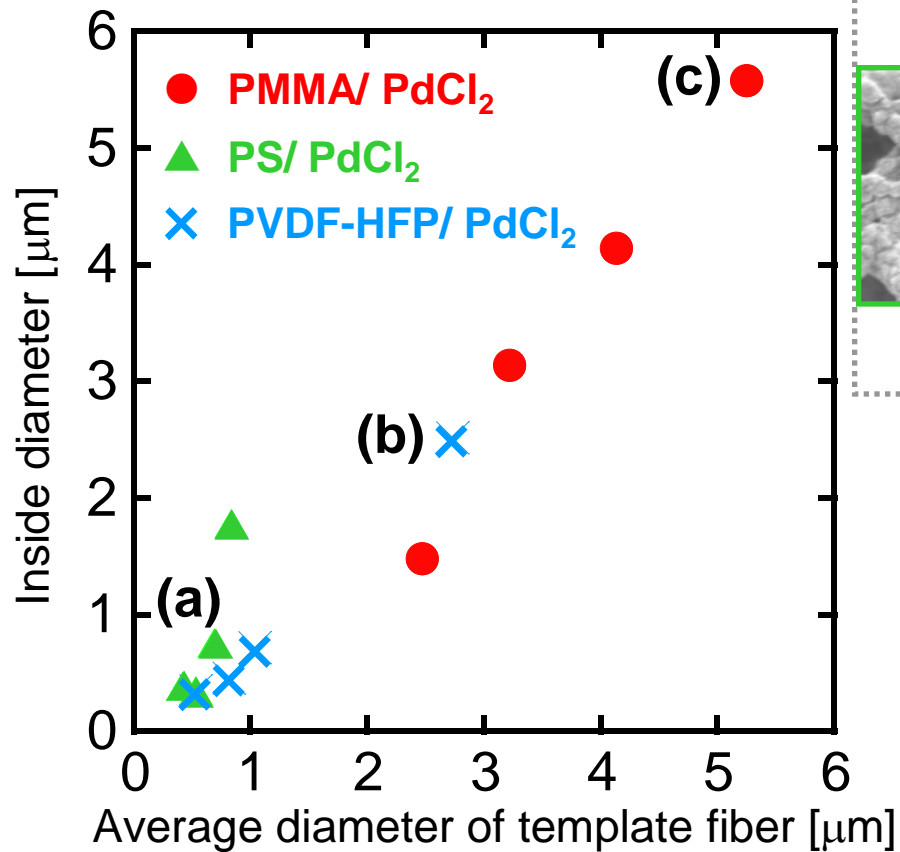 PMMA/ PdCl₂
PS/ PdCl₂
PVDF-HFP/ PdCl₂
(c)
(b)
(a)
6
5
4
3
2
1
0
0 1 2 3 4 5 6
Inside diameter [μm]
Average diameter of template fiber [μm]